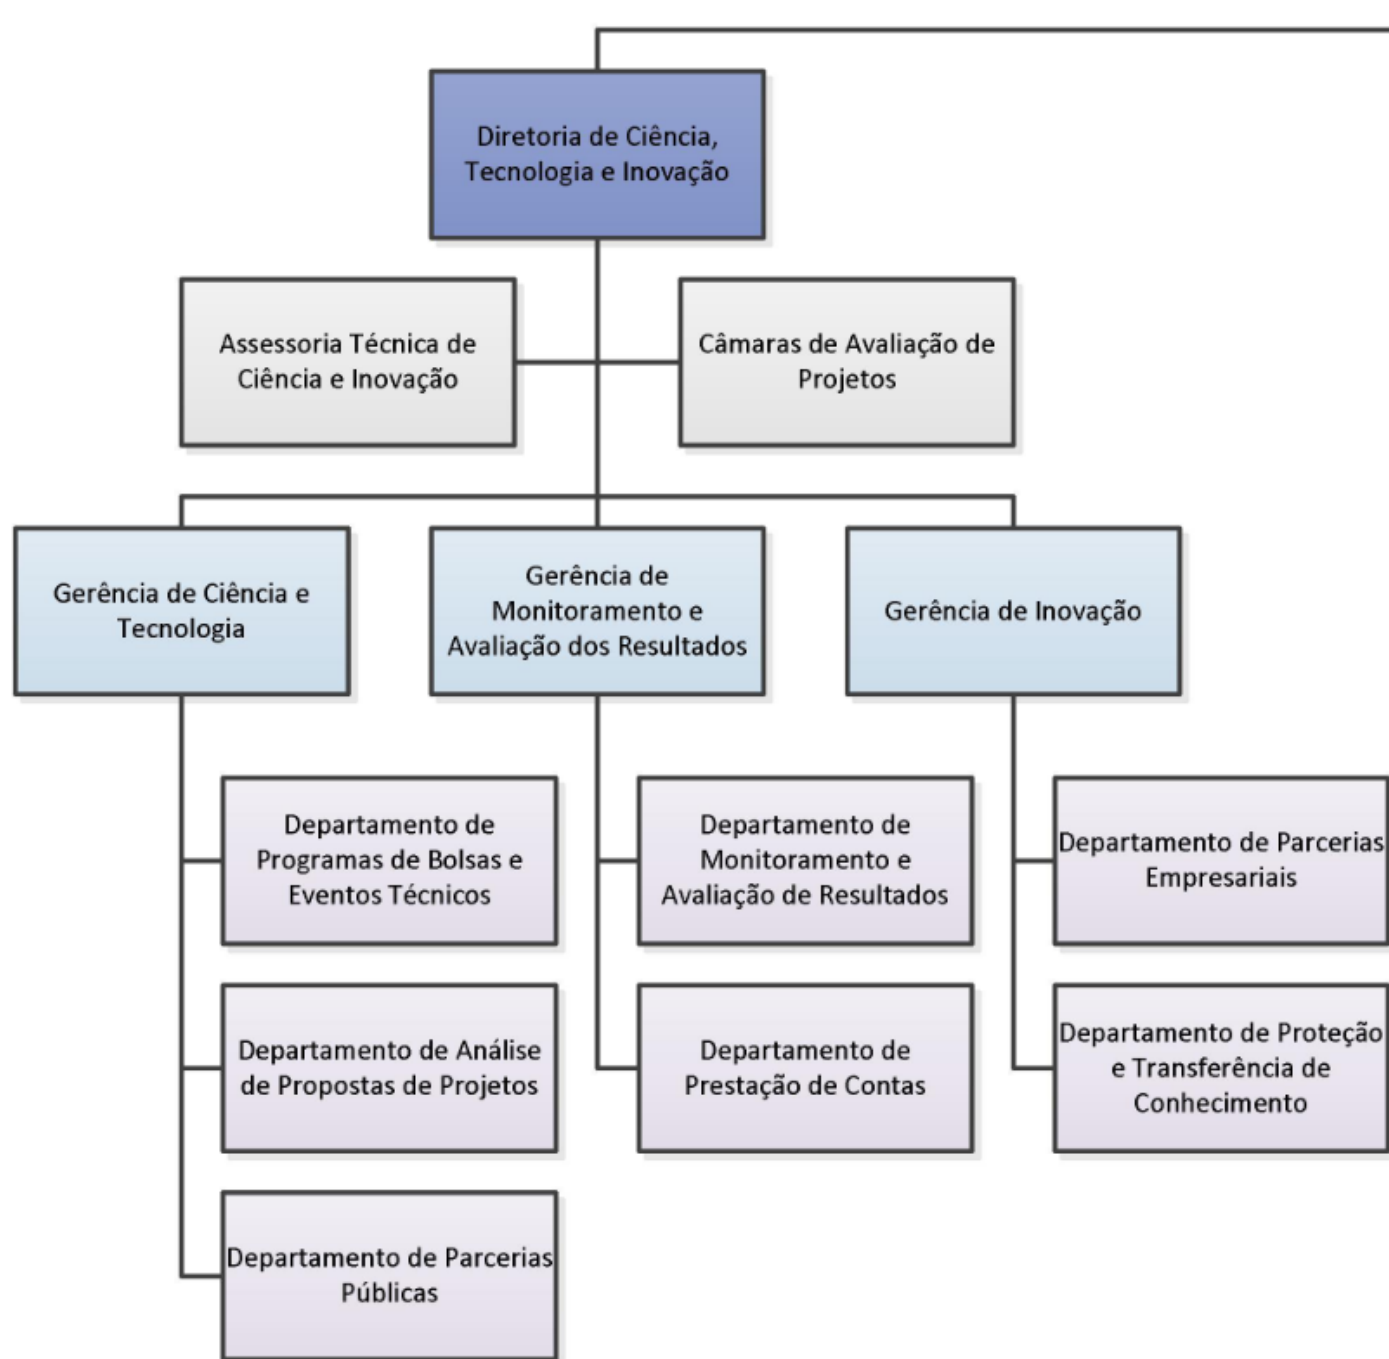 Diretoria de Ciência,
Tecnologia e Inovação
Assessoria Técnica de
Ciência e Inovação
Câmaras de Avaliação de
Projetos
Gerência de Ciência e
Tecnologia
Gerência de
Monitoramento e
Avaliação dos Resultados
Gerência de Inovação
Departamento de
Programas de Bolsas e
Eventos Técnicos
Departamento de
Monitoramento e
Avaliação de Resultados
Departamento de Parcerias
Empresariais
Departamento de Análise
de Propostas de Projetos
Departamento de
Prestação de Contas
Departamento de Proteção
e Transferência de
Conhecimento
Departamento de Parcerias
Públicas